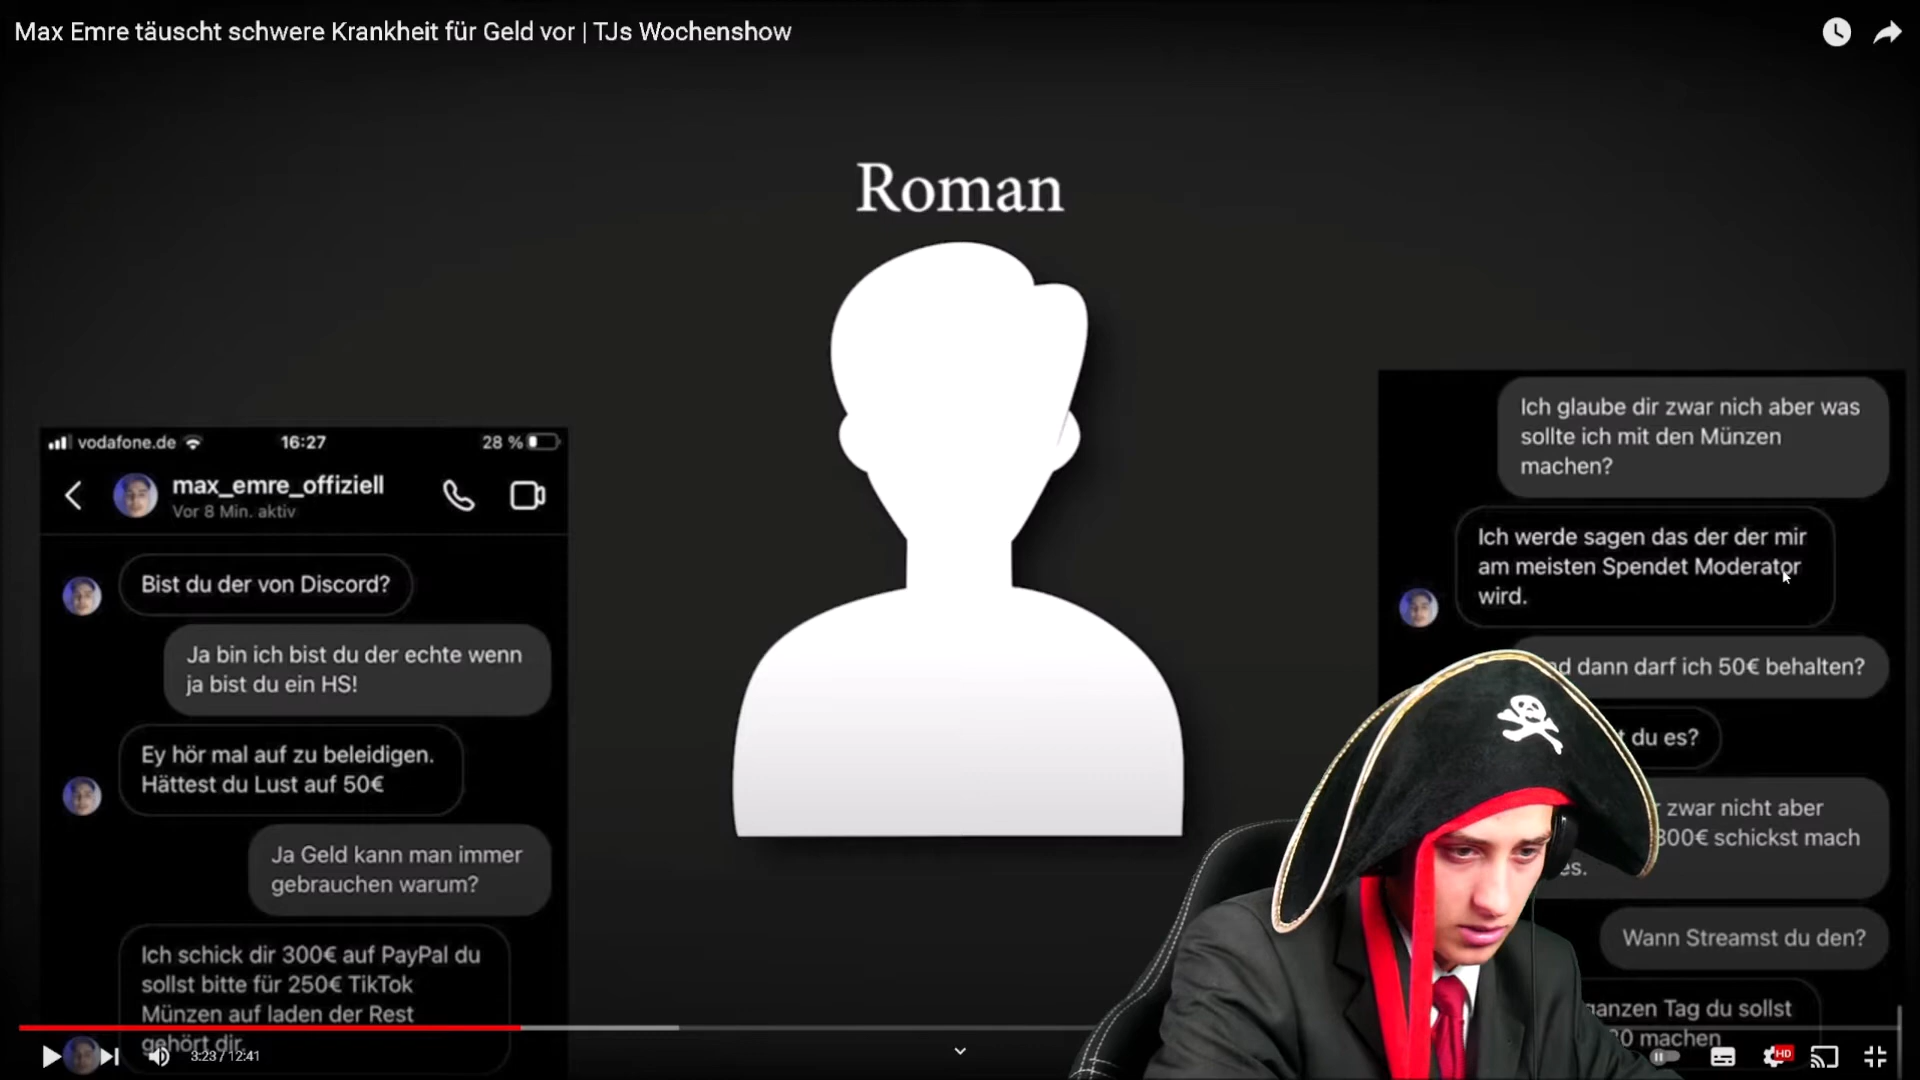 Max Emre täuscht schwere Krankheit für Geld vor | TJs Wochenshow
Roman
vodafone.de
16:27
28 %
max_emre_offiziell
Vor 8 Min. aktiv
Bist du der von Discord?
Ja bin ich bist du der echte wenn
ja bist du ein HS!
Ey hör mal auf zu beleidigen.
Hättest du Lust auf 50€
Ja Geld kann man immer
gebrauchen warum?
Ich schick dir 300€ auf PayPal du
sollst bitte für 250€ TikTok
Münzen auf laden der Rest
gehört dir.
Ich glaube dir zwar nich aber was
sollte ich mit den Münzen
machen?
Ich werde sagen das der der mir
am meisten Spendet Moderator
wird.
dann darf ich 50€ behalten?
du es?
zwar nicht aber
300€ schickst mach
es.
Wann Streamst du den?
ganzen Tag du sollst
machen
3:23 / 12:41
HD